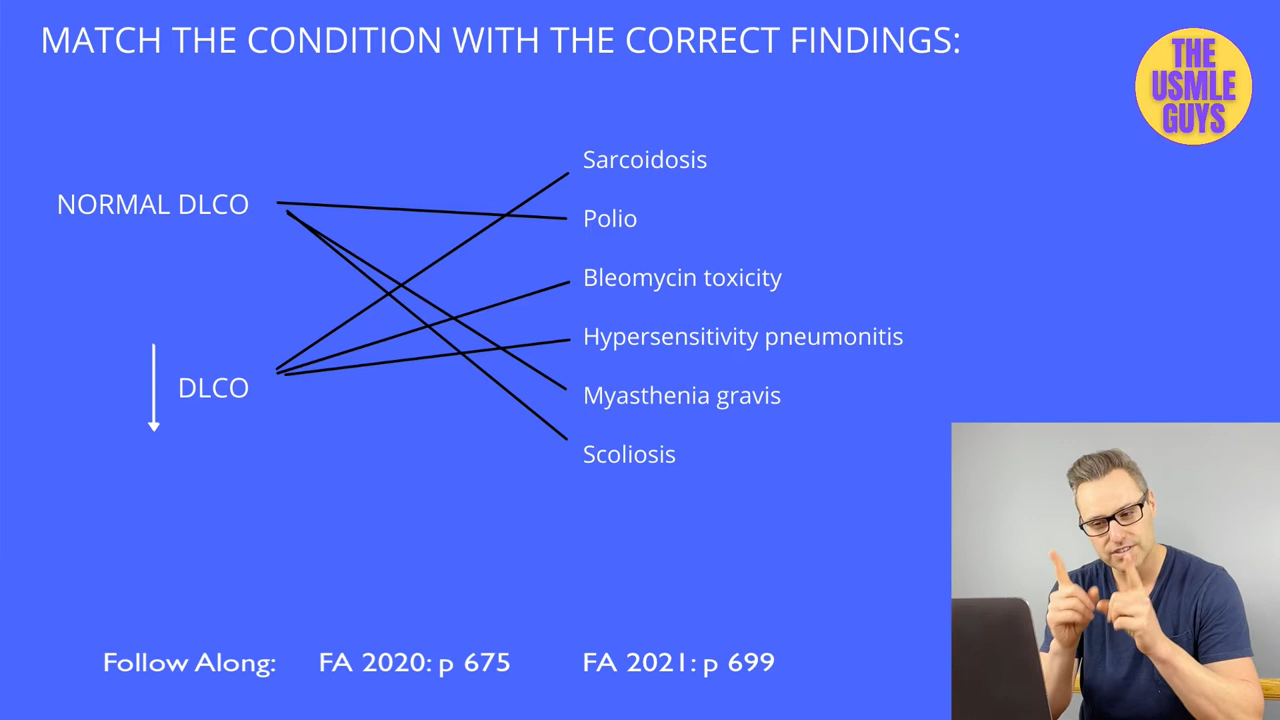 MATCH THE CONDITION WITH THE CORRECT FINDINGS:
THE
USMLE
GUYS
NORMAL DLCO
DLCO
Sarcoidosis
Polio
Bleomycin toxicity
Hypersensitivity pneumonitis
Myasthenia gravis
Scoliosis
Follow Along: FA 2020: p 675 FA 2021: p 699